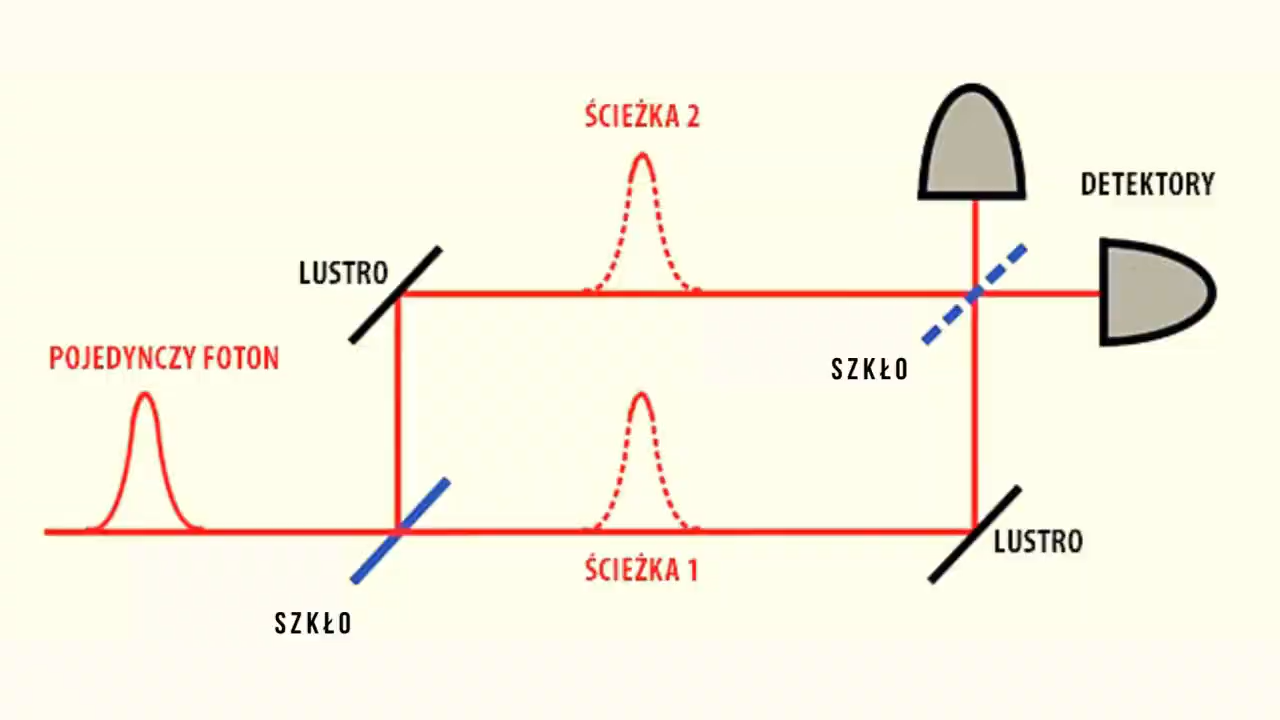 ŚCIEŻKA 2
DETEKTORY
LUSTRO
POJEDYNCZY FOTON
SZKŁO
LUSTRO
ŚCIEŻKA 1
SZKŁO